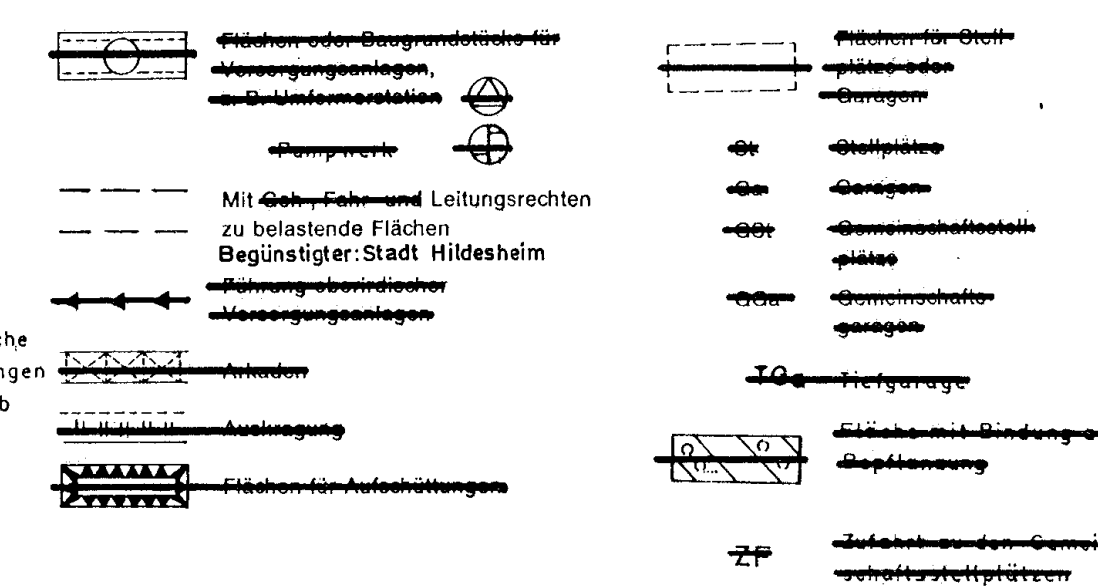 Flächen oder Baugrundstücke für
Versorgungsanlagen,
z. B. Umformerstation
Pumpwerk
Mit Geh-, Fahr- und Leitungsrechten
zu belastende Flächen
Begünstigter: Stadt Hildesheim
Führung oberirdischer
Versorgungsanlagen
che
ngen
b
Arkaden
Auskragung
Flächen für Aufschüttungen
Flächen für Stell-
plätze oder
Garagen
St Stellplätze
Ga Garagen
GSt Gemeinschaftsstell-
plätze
GGa Gemeinschafts-
garagen
TGa Tiefgarage
Fläche mit Bindung a
Bepflanzung
ZF Zufahrt zu den Gemei
schaftsstellplätzen